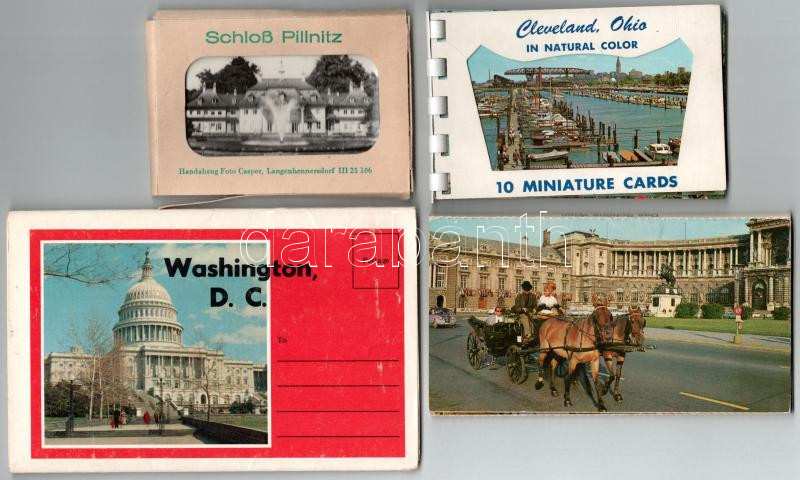 Schloß Pillnitz
Handabzug Foto Casper, Langenhennersdorf III 25 106
Cleveland, Ohio
IN NATURAL COLOR
10 MINIATURE CARDS
Washington,
D. C.
To
darabanth